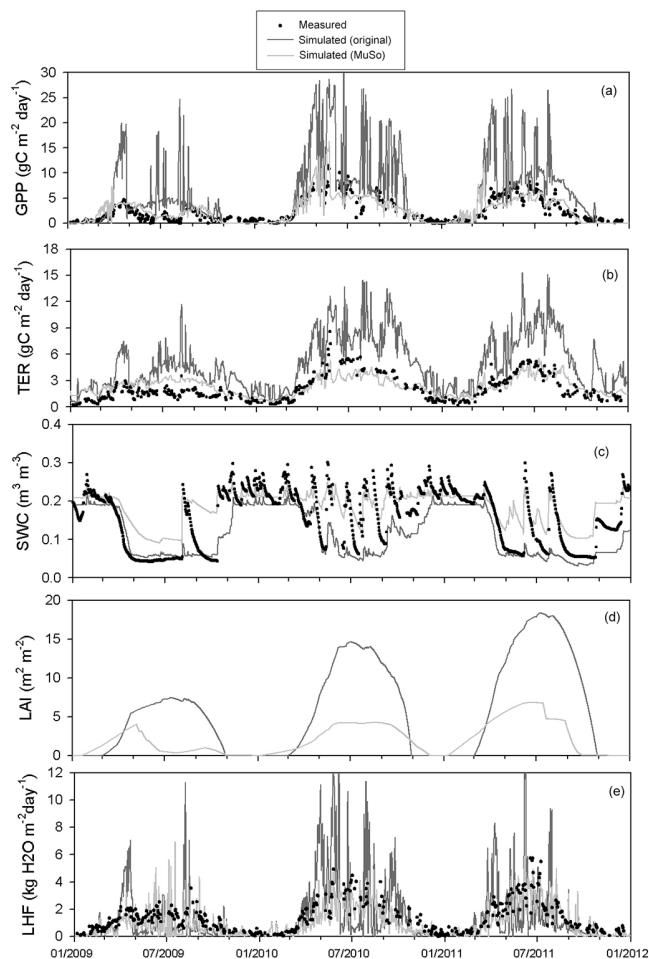 Measured
Simulated (original)
Simulated (MuSo)
30
25
20
15
10
5
0
GPP (gC m-2 day-1)
(a)
18
15
12
9
6
3
0
TER (gC m-2 day-1)
(b)
0.4
0.3
0.2
0.1
0.0
SWC (m3 m-3)
(c)
20
15
10
5
0
LAI (m2 m-2)
(d)
12
10
8
6
4
2
0
LHF (kg H2O m-2day-1)
(e)
01/2009 07/2009 01/2010 07/2010 01/2011 07/2011 01/2012